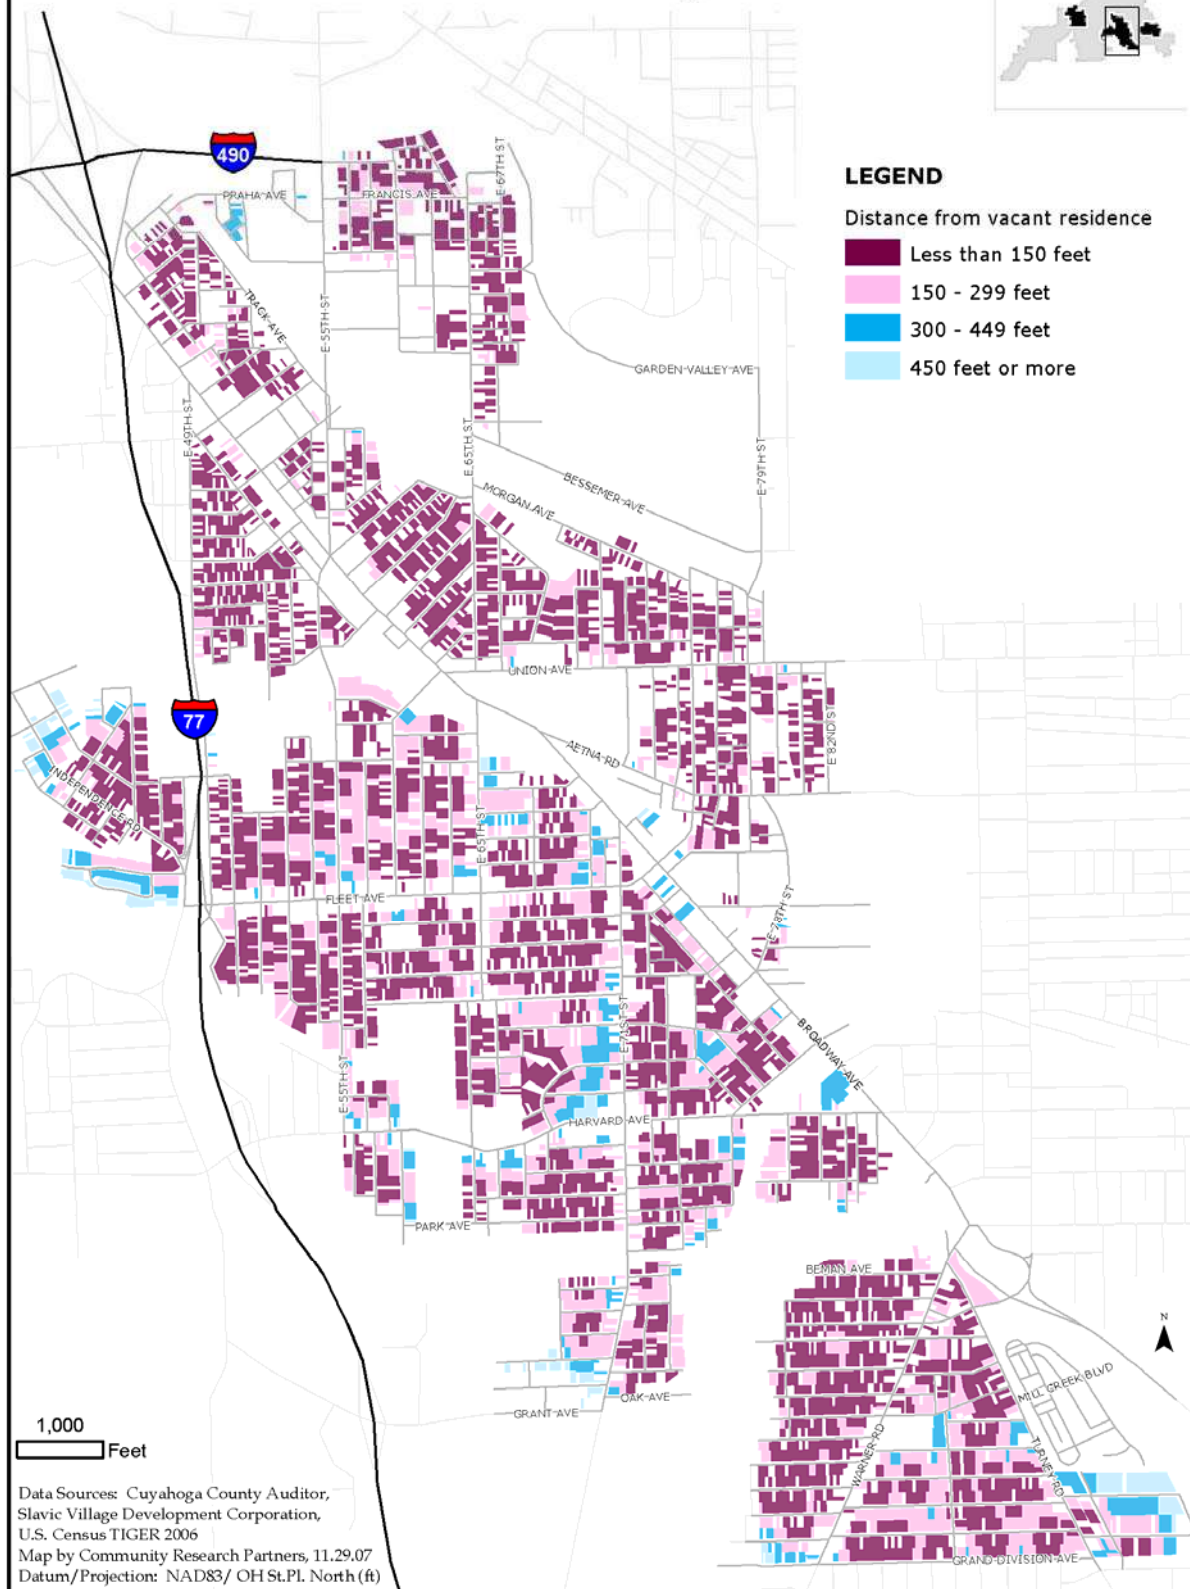 490
E 67TH ST
PRAHA AVE
FRANCIS AVE
LEGEND
Distance from vacant residence
Less than 150 feet
150 - 299 feet
300 - 449 feet
450 feet or more
TRACK AVE
E 55TH ST
GARDEN VALLEY AVE
E 49TH ST
E 65TH ST
E 79TH ST
BESSEMER AVE
MORGAN AVE
UNION AVE
77
E 82ND ST
AETNA RD
INDEPENDENCE RD
E 65TH ST
FLEET AVE
E 78TH ST
E 71ST ST
BROADWAY AVE
E 55TH ST
HARVARD AVE
PARK AVE
BEMAN AVE
N
MILL CREEK BLVD
OAK AVE
GRANT AVE
WARNER RD
TURNEY RD
1,000
Feet
GRAND DIVISION AVE
Data Sources: Cuyahoga County Auditor,
Slavic Village Development Corporation,
U.S. Census TIGER 2006
Map by Community Research Partners, 11.29.07
Datum/Projection: NAD83/ OH St.Pl. North (ft)